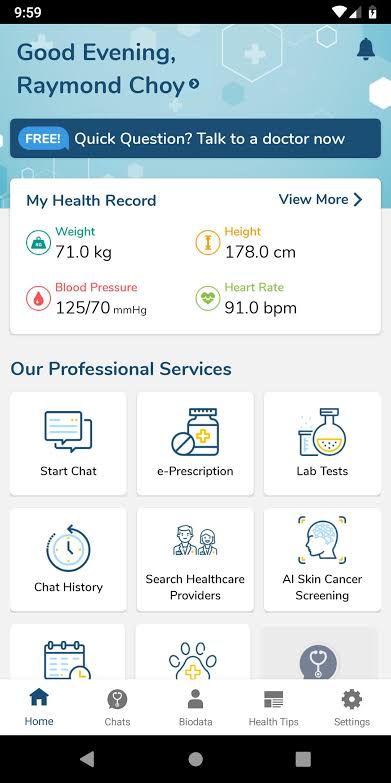 9:59
Good Evening,
Raymond Choy
FREE! Quick Question? Talk to a doctor now
My Health Record
View More
Weight
71.0 kg
Height
178.0 cm
Blood Pressure
125/70 mmHg
Heart Rate
91.0 bpm
Our Professional Services
Start Chat
e-Prescription
Lab Tests
Chat History
Search Healthcare
Providers
AI Skin Cancer
Screening
Home
Chats
Biodata
Health Tips
Settings